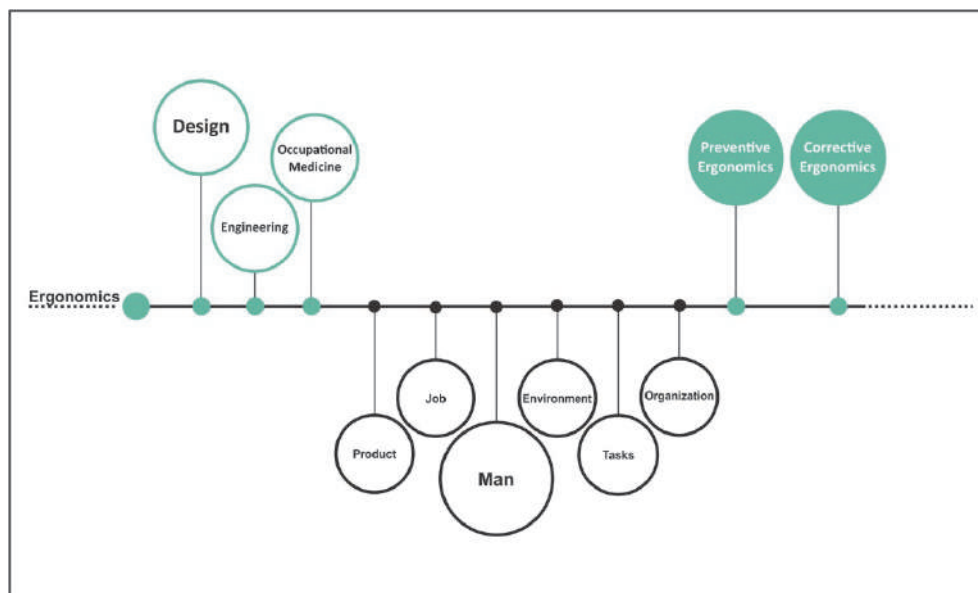 Design
Occupational
Medicine
Engineering
Preventive
Ergonomics
Corrective
Ergonomics
Ergonomics
Product
Job
Man
Environment
Tasks
Organization